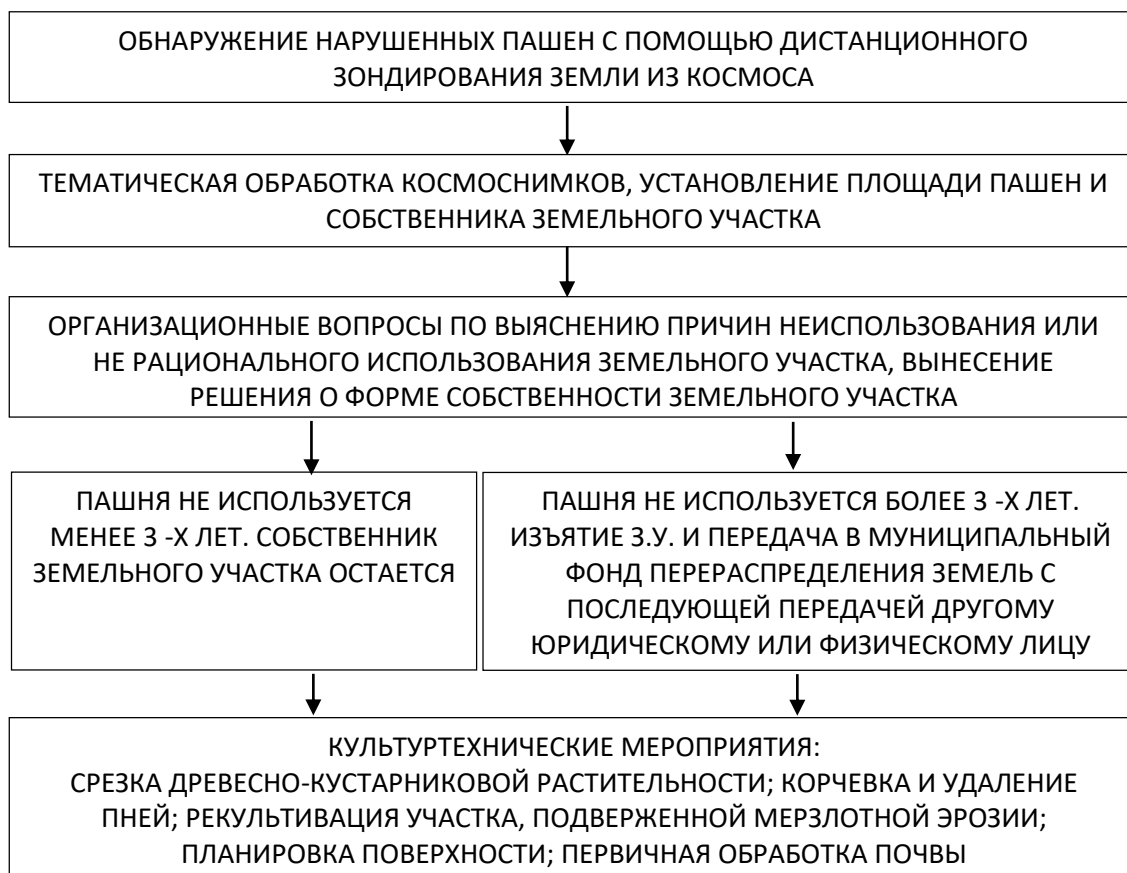 ОБНАРУЖЕНИЕ НАРУШЕННЫХ ПАШЕН С ПОМОЩЬЮ ДИСТАНЦИОННОГО
ЗОНДИРОВАНИЯ ЗЕМЛИ ИЗ КОСМОСА
ТЕМАТИЧЕСКАЯ ОБРАБОТКА КОСМОСНИМКОВ, УСТАНОВЛЕНИЕ ПЛОЩАДИ ПАШЕН И
СОБСТВЕННИКА ЗЕМЕЛЬНОГО УЧАСТКА
ОРГАНИЗАЦИОННЫЕ ВОПРОСЫ ПО ВЫЯСНЕНИЮ ПРИЧИН НЕИСПОЛЬЗОВАНИЯ ИЛИ
НЕ РАЦИОНАЛЬНОГО ИСПОЛЬЗОВАНИЯ ЗЕМЕЛЬНОГО УЧАСТКА, ВЫНЕСЕНИЕ
РЕШЕНИЯ О ФОРМЕ СОБСТВЕННОСТИ ЗЕМЕЛЬНОГО УЧАСТКА
ПАШНЯ НЕ ИСПОЛЬЗУЕТСЯ
МЕНЕЕ 3 -Х ЛЕТ. СОБСТВЕННИК
ЗЕМЕЛЬНОГО УЧАСТКА ОСТАЕТСЯ
ПАШНЯ НЕ ИСПОЛЬЗУЕТСЯ БОЛЕЕ 3 -Х ЛЕТ.
ИЗЪЯТИЕ З.У. И ПЕРЕДАЧА В МУНИЦИПАЛЬНЫЙ
ФОНД ПЕРЕРАСПРЕДЕЛЕНИЯ ЗЕМЕЛЬ С
ПОСЛЕДУЮЩЕЙ ПЕРЕДАЧЕЙ ДРУГОМУ
ЮРИДИЧЕСКОМУ ИЛИ ФИЗИЧЕСКОМУ ЛИЦУ
КУЛЬТУРТЕХНИЧЕСКИЕ МЕРОПРИЯТИЯ:
СРЕЗКА ДРЕВЕСНО-КУСТАРНИКОВОЙ РАСТИТЕЛЬНОСТИ; КОРЧЕВКА И УДАЛЕНИЕ
ПНЕЙ; РЕКУЛЬТИВАЦИЯ УЧАСТКА, ПОДВЕРЖЕННОЙ МЕРЗЛОТНОЙ ЭРОЗИИ;
ПЛАНИРОВКА ПОВЕРХНОСТИ; ПЕРВИЧНАЯ ОБРАБОТКА ПОЧВЫ